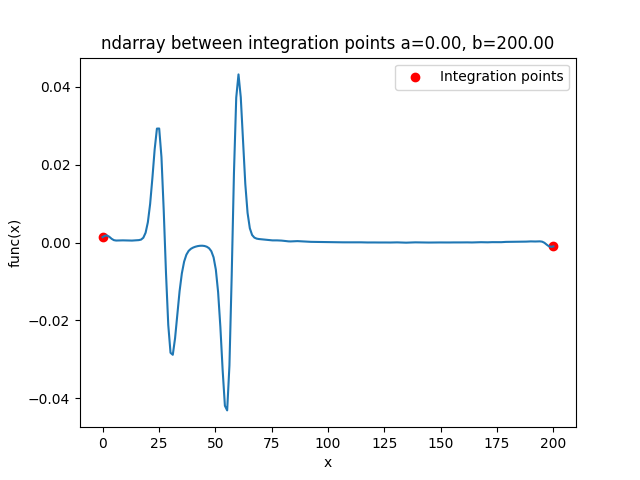 ndarray between integration points a=0.00, b=200.00
Integration points
0.04
0.02
0.00
−0.02
−0.04
func(x)
0 25 50 75 100 125 150 175 200
x